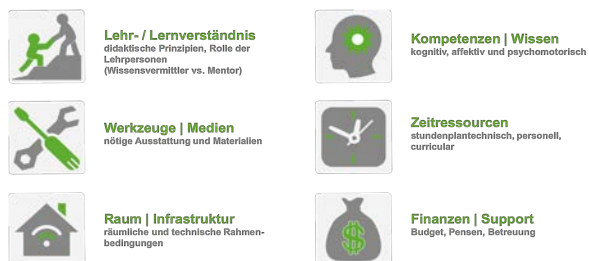 Lehr- / Lernverständnis
didaktische Prinzipien, Rolle der
Lehrpersonen
(Wissensvermittler vs. Mentor)
Kompetenzen | Wissen
kognitiv, affektiv und psychomotorisch
Werkzeuge | Medien
nötige Ausstattung und Materialien
Zeitressourcen
stundenplantechnisch, personell,
curricular
Raum | Infrastruktur
räumliche und technische Rahmen-
bedingungen
Finanzen | Support
Budget, Pensen, Betreuung
$